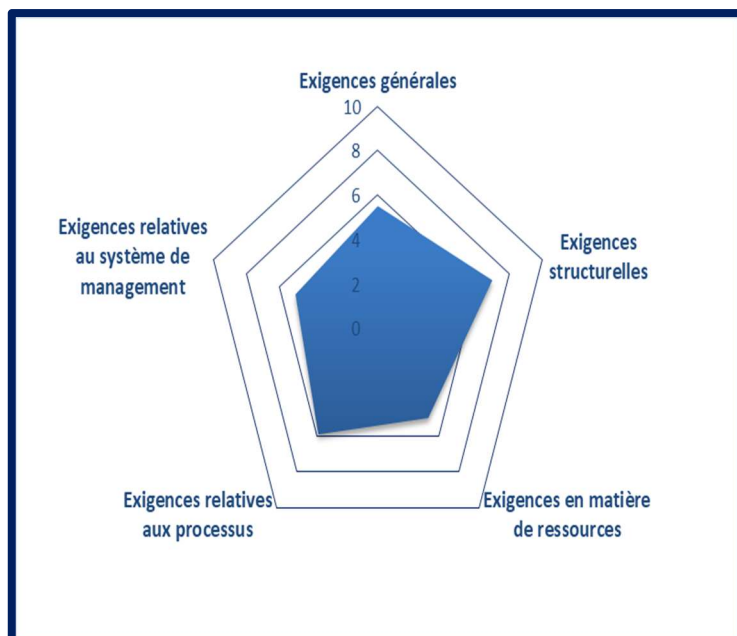 Exigences générales
10
8
6
4
2
0
Exigences relatives
au système de
management
Exigences
structurelles
Exigences relatives
aux processus
Exigences en matière
de ressources